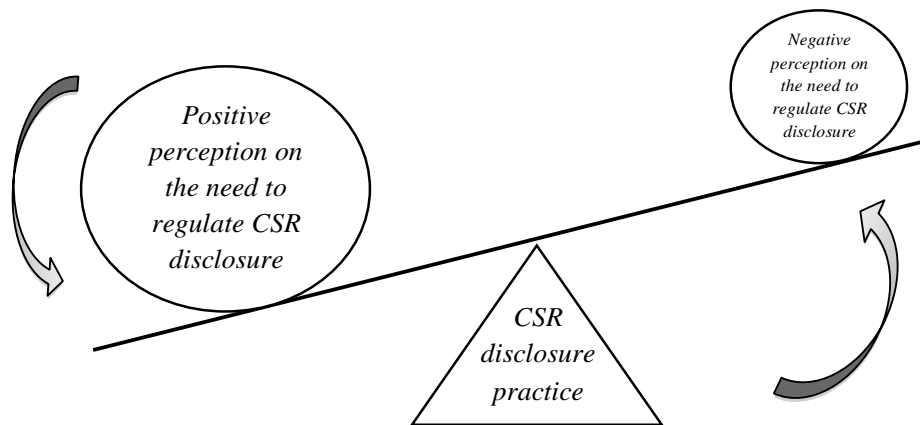 Positive
perception on
the need to
regulate CSR
disclosure
Negative
perception on
the need to
regulate CSR
disclosure
CSR
disclosure
practice